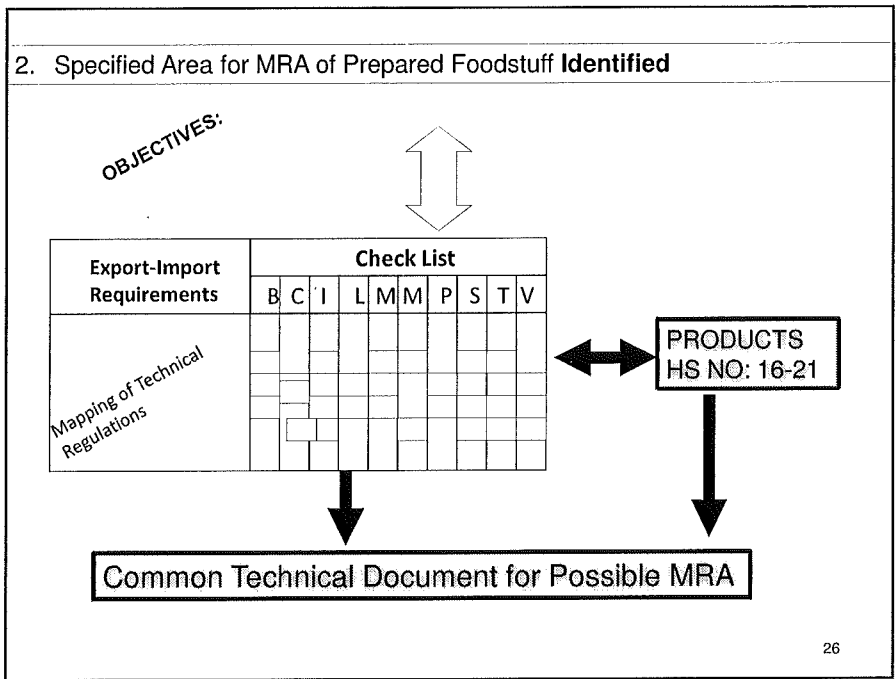 2. Specified Area for MRA of Prepared Foodstuff Identified
OBJECTIVES:
Export-Import
Requirements
Check List
B C I L M M P S T V
Mapping of Technical
Regulations
PRODUCTS
HS NO: 16-21
Common Technical Document for Possible MRA
26